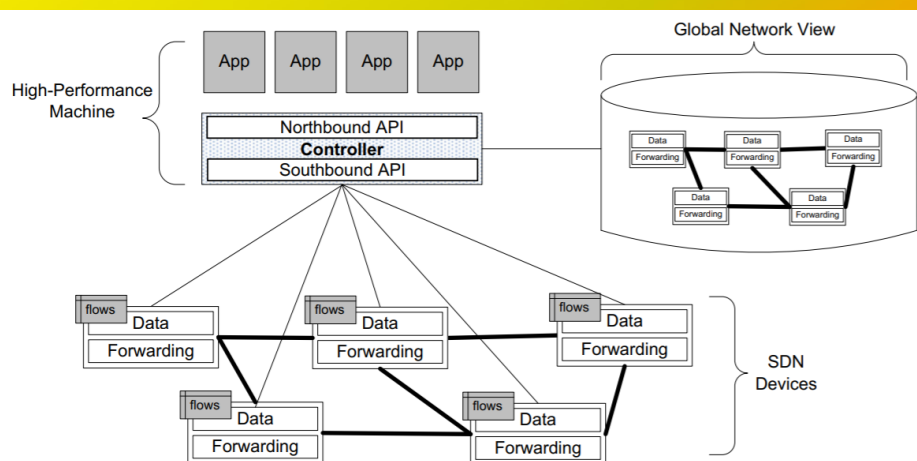 Global Network View
High-Performance
Machine
App App App App
Northbound API
Controller
Southbound API
Data
Forwarding
Data
Forwarding
Data
Forwarding
Data
Forwarding
Data
Forwarding
flows
Data
Forwarding
flows
Data
Forwarding
flows
Data
Forwarding
SDN
Devices
flows
Data
Forwarding
flows
Data
Forwarding